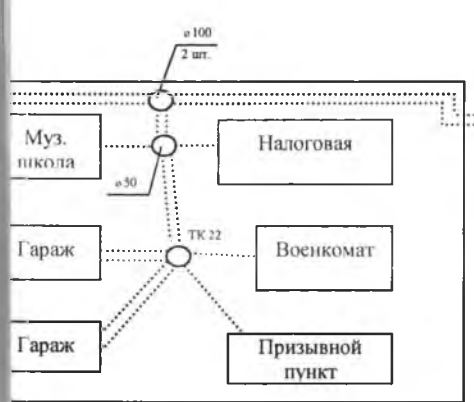 ø100
2 шт.
Муз.
школа
Налоговая
ø50
ТК 22
Гараж
Военкомат
Гараж
Призывной
пункт